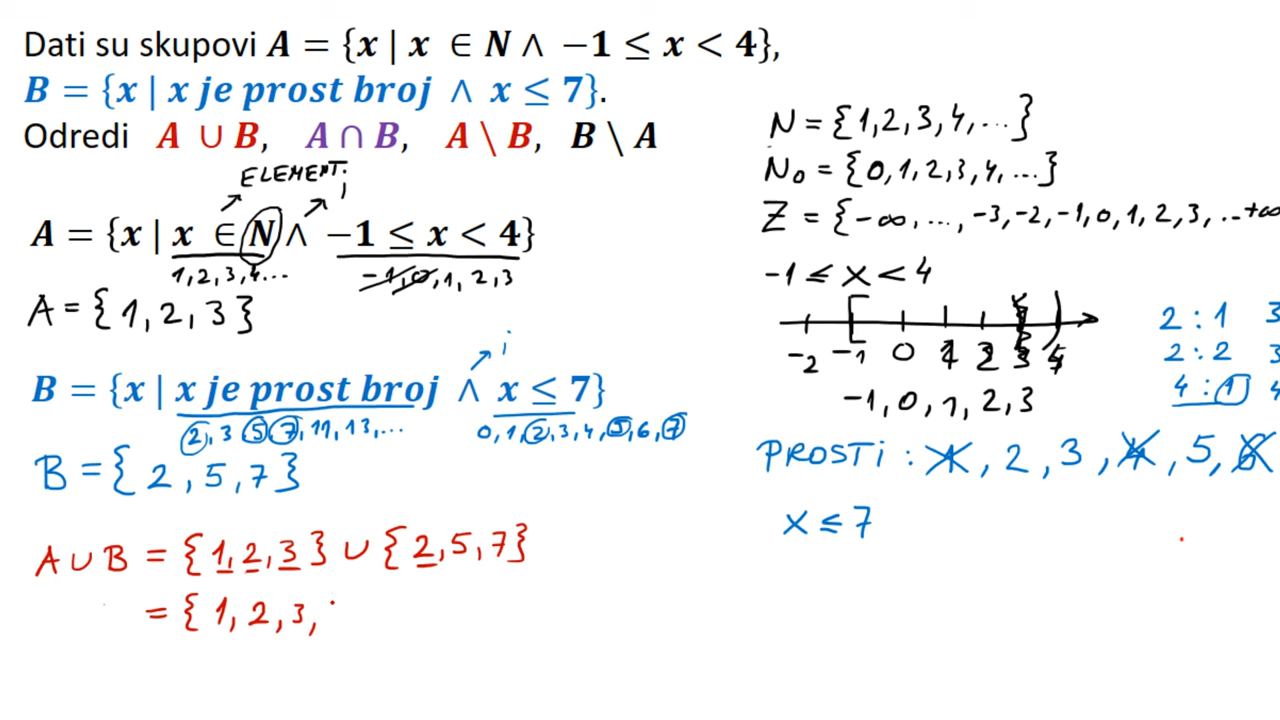 Dati su skupovi A = {x | x ∈ N ∧ −1 ≤ x < 4},
B = {x | x je prost broj ∧ x ≤ 7}.
Odredi A ∪ B, A ∩ B, A \ B, B \ A
ELEMENT
i
A = {x | x ∈ N ∧ −1 ≤ x < 4}
1, 2, 3, 4...
-1, 0, 1, 2, 3
A = {1, 2, 3}
i
B = {x | x je prost broj ∧ x ≤ 7}
2, 3 5, 7, 11, 13, ...
0, 1, 2, 3, 4, 5, 6, 7
B = {2, 5, 7}
A ∪ B = {1, 2, 3} ∪ {2, 5, 7}
= {1, 2, 3,
N = {1, 2, 3, 4, ...}
N₀ = {0, 1, 2, 3, 4, ...}
Z = {-∞, ..., -3, -2, -1, 0, 1, 2, 3, ... +∞
-1 ≤ x < 4
-2 -1 0 1 2 3
-1, 0, 1, 2, 3
2 : 1 3
2 : 2 3
4 : 1 4
PROSTI : 1, 2, 3, 4, 5, 6
x ≤ 7